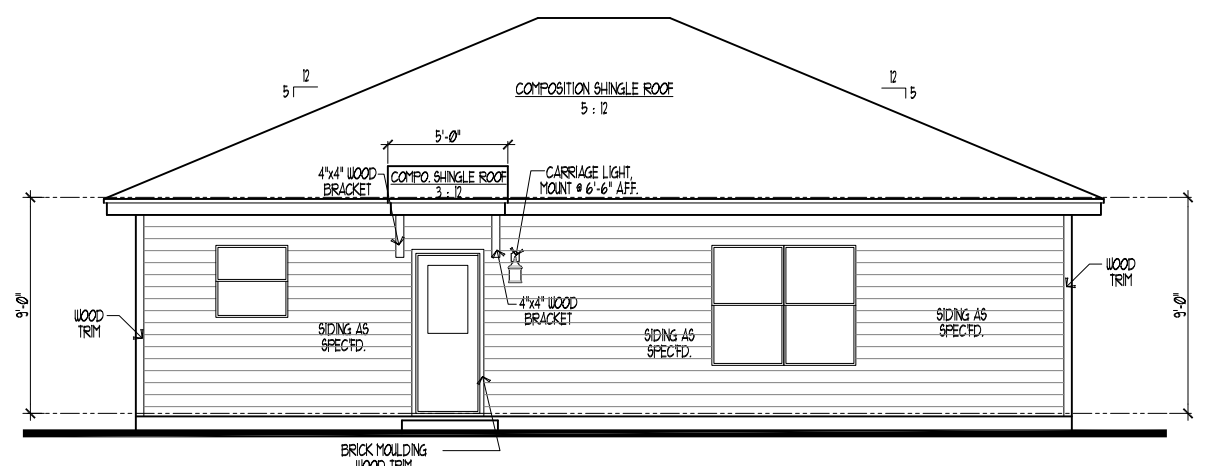 12
5
COMPOSITION SHINGLE ROOF
5 : 12
12
5
5'-0"
4"x4" WOOD
BRACKET
COMPO. SHINGLE ROOF
3 : 12
CARRIAGE LIGHT,
MOUNT @ 6'-6" AFF.
9'-0"
WOOD
TRIM
SIDING AS
SPEC'FD.
4"x4" WOOD
BRACKET
SIDING AS
SPEC'FD.
SIDING AS
SPEC'FD.
WOOD
TRIM
9'-0"
BRICK MOULDING
WOOD TRIM